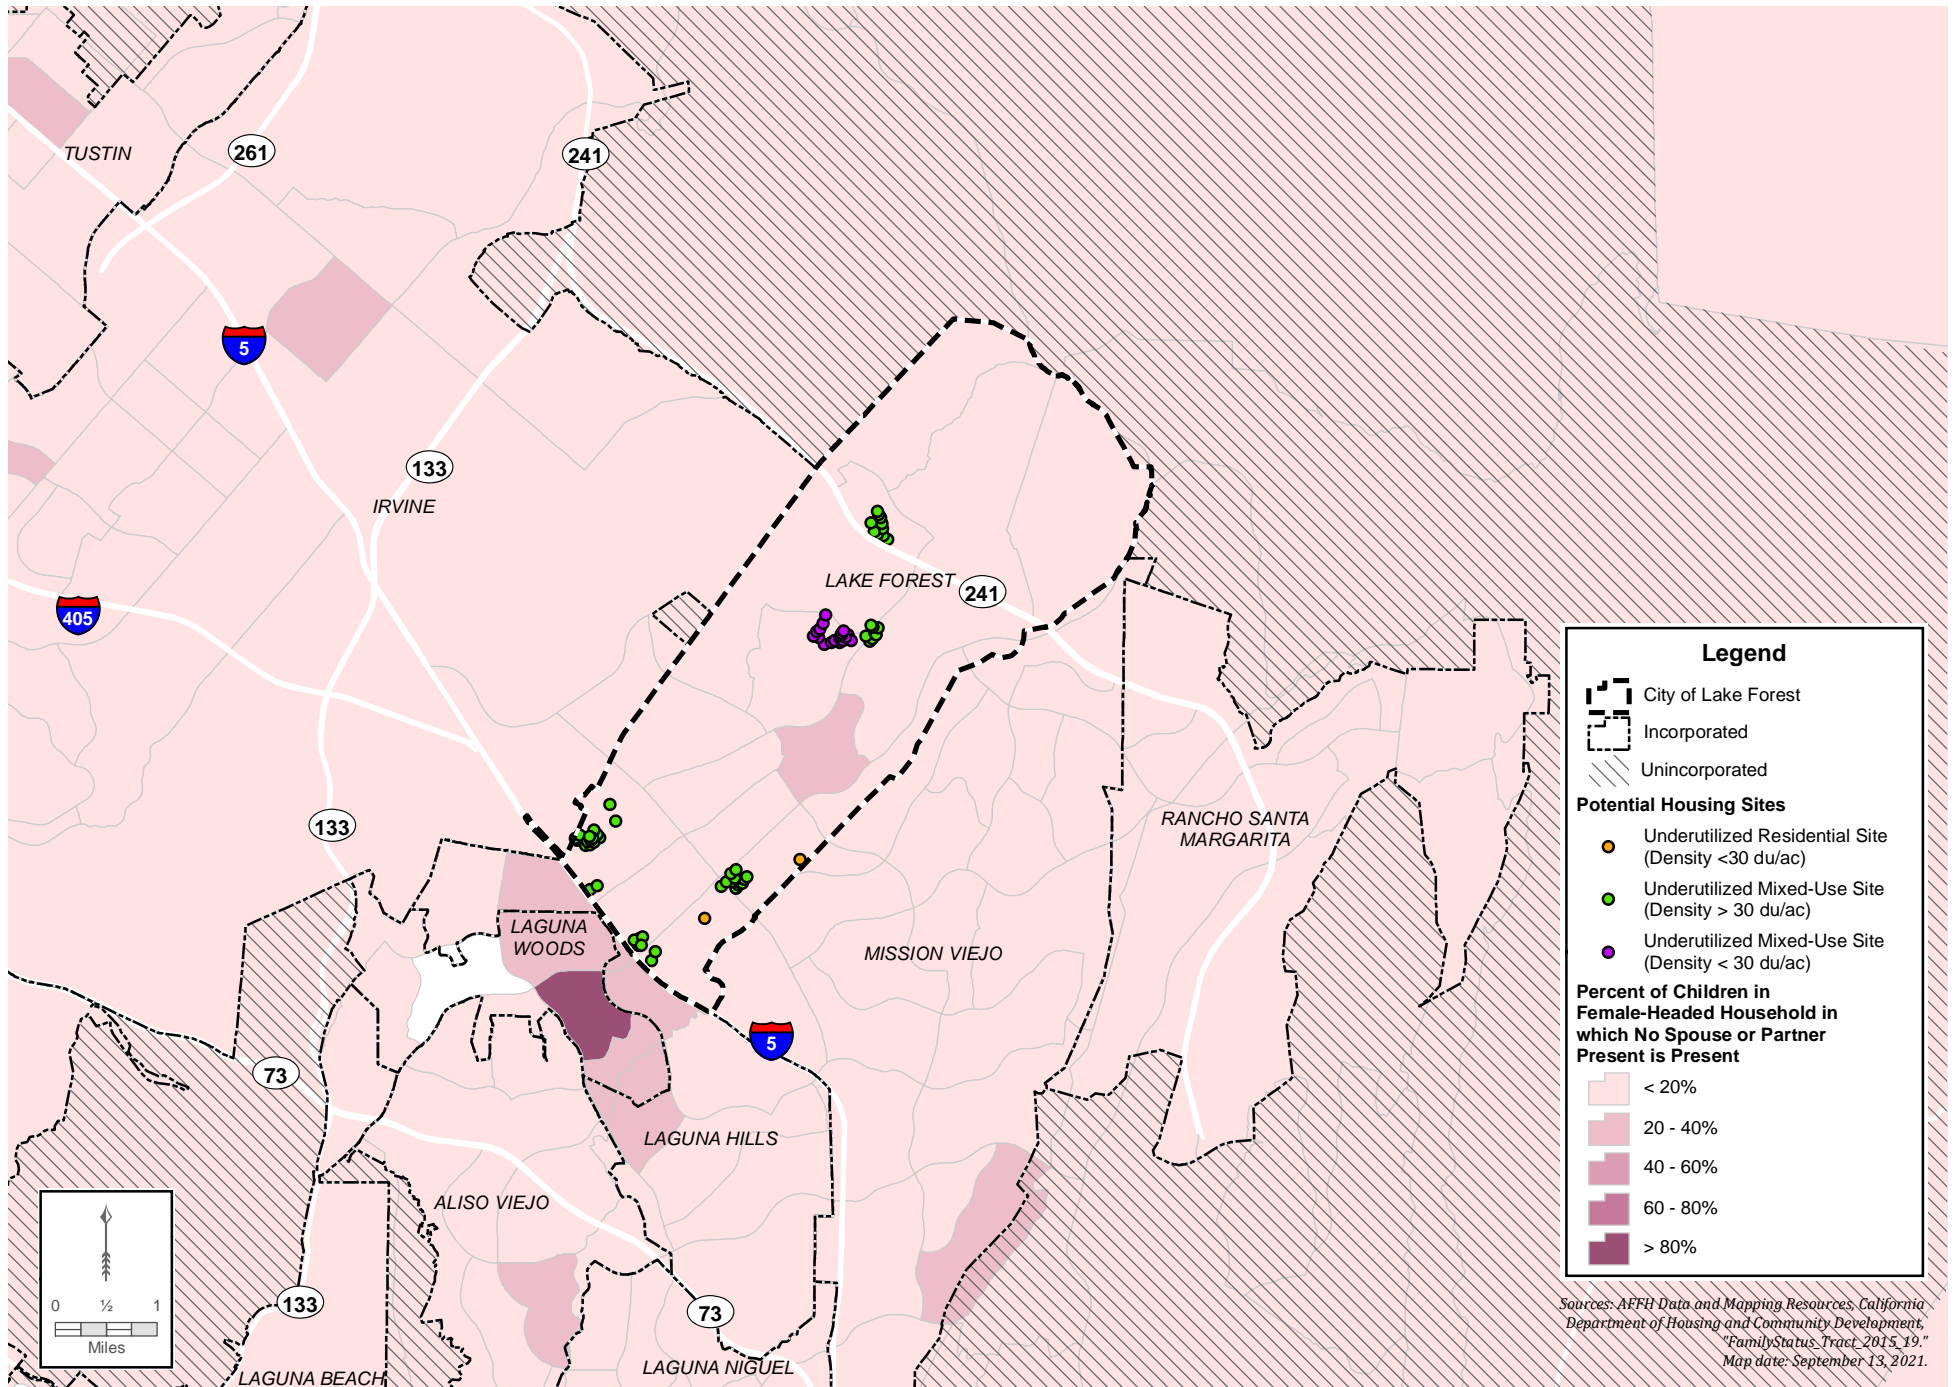 TUSTIN
261
241
5
133
IRVINE
405
LAKE FOREST
241
133
RANCHO SANTA
MARGARITA
LAGUNA
WOODS
MISSION VIEJO
5
73
LAGUNA HILLS
ALISO VIEJO
133
73
LAGUNA NIGUEL
LAGUNA BEACH
0 ½ 1
Miles
Legend
City of Lake Forest
Incorporated
Unincorporated
Potential Housing Sites
Underutilized Residential Site
(Density <30 du/ac)
Underutilized Mixed-Use Site
(Density > 30 du/ac)
Underutilized Mixed-Use Site
(Density < 30 du/ac)
Percent of Children in
Female-Headed Household in
which No Spouse or Partner
Present is Present
< 20%
20 - 40%
40 - 60%
60 - 80%
> 80%
Sources: AFFH Data and Mapping Resources, California
Department of Housing and Community Development,
"FamilyStatus_Tract_2015_19."
Map date: September 13, 2021.